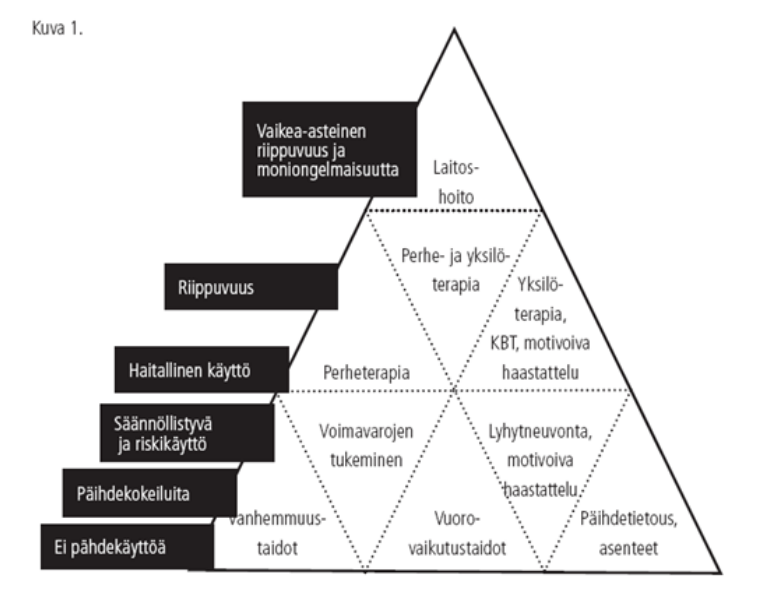 Kuva 1.
Vaikea-asteinen
riippuvuus ja
moniongelmaisuutta
Laitos-
hoito
Perhe- ja yksilö-
terapia
Riippuvuus
Yksilö-
terapia,
KBT, motivoiva
haastattelu
Haitallinen käyttö
Perheterapia
Säännöllistyvä
ja riskikäyttö
Voimavarojen
tukeminen
Lyhytneuvonta,
motivoiva
haastattelu,
Päihdekokeiluita
Vanhemmuus-
taidot
Vuoro-
vaikutustaidot
Päihdetietous,
asenteet
Ei pähdekäyttöä